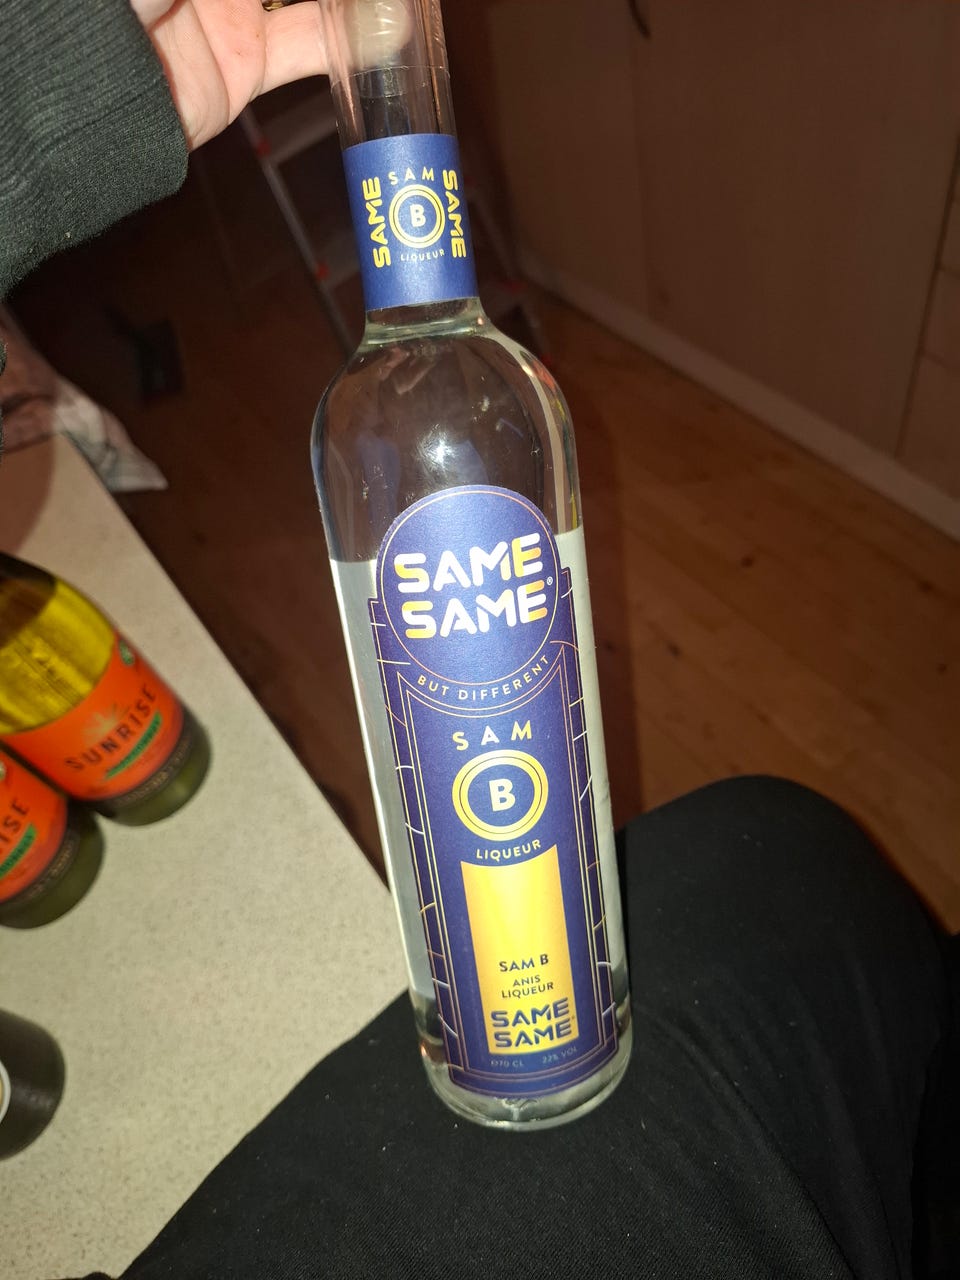 SAM
SAME
B
SAME
LIQUEUR
SAME
SAME®
BUT DIFFERENT
SAM
B
LIQUEUR
SAM B
ANIS
LIQUEUR
SAME
SAME
℮70 CL 22% VOL
SUNRISE
RISE